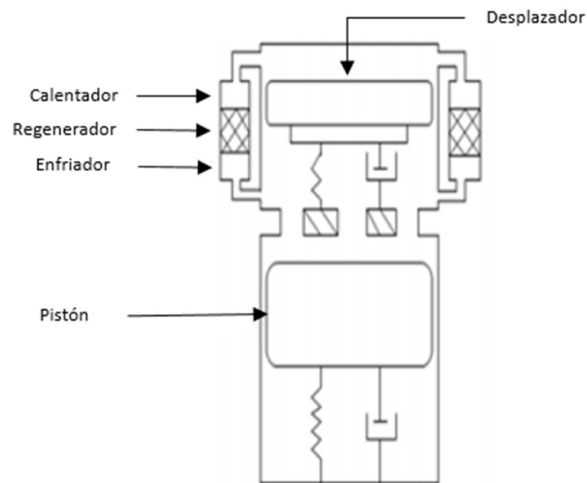 Desplazador
Calentador
Regenerador
Enfriador
Pistón